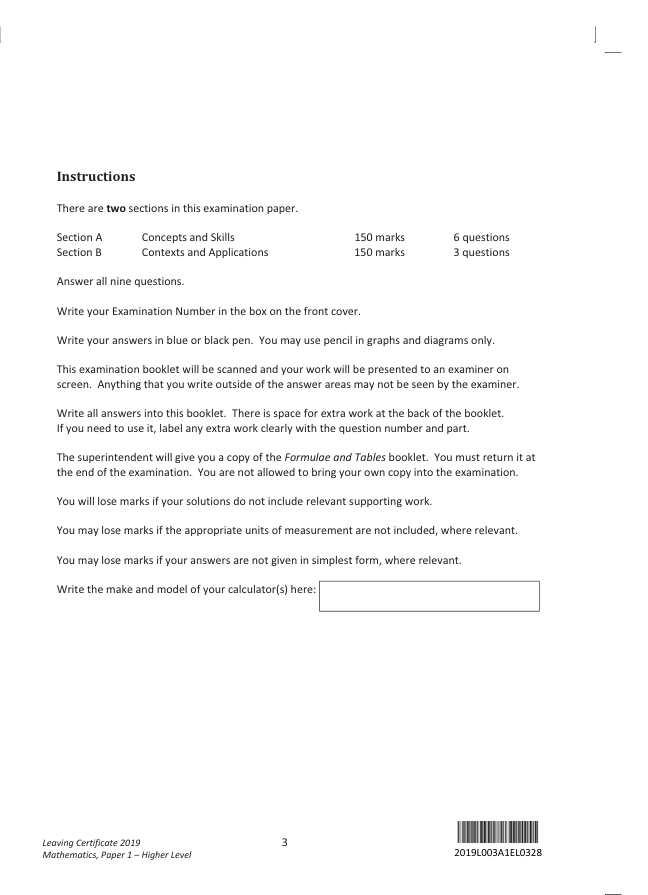 Instructions
There are two sections in this examination paper.
Section A Concepts and Skills 150 marks 6 questions
Section B Contexts and Applications 150 marks 3 questions
Answer all nine questions.
Write your Examination Number in the box on the front cover.
Write your answers in blue or black pen. You may use pencil in graphs and diagrams only.
This examination booklet will be scanned and your work will be presented to an examiner on
screen. Anything that you write outside of the answer areas may not be seen by the examiner.
Write all answers into this booklet. There is space for extra work at the back of the booklet.
If you need to use it, label any extra work clearly with the question number and part.
The superintendent will give you a copy of the Formulae and Tables booklet. You must return it at
the end of the examination. You are not allowed to bring your own copy into the examination.
You will lose marks if your solutions do not include relevant supporting work.
You may lose marks if the appropriate units of measurement are not included, where relevant.
You may lose marks if your answers are not given in simplest form, where relevant.
Write the make and model of your calculator(s) here:
Leaving Certificate 2019
Mathematics, Paper 1 – Higher Level
3
2019L003A1EL0328